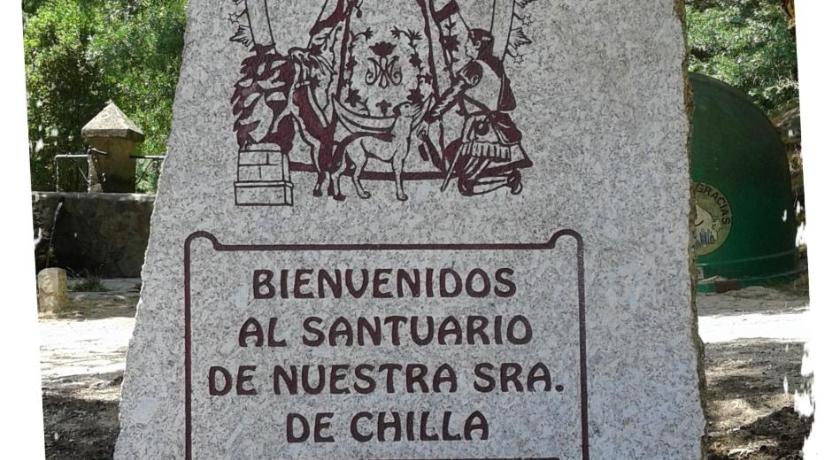 BIENVENIDOS
AL SANTUARIO
DE NUESTRA SRA.
DE CHILLA
GRACIAS